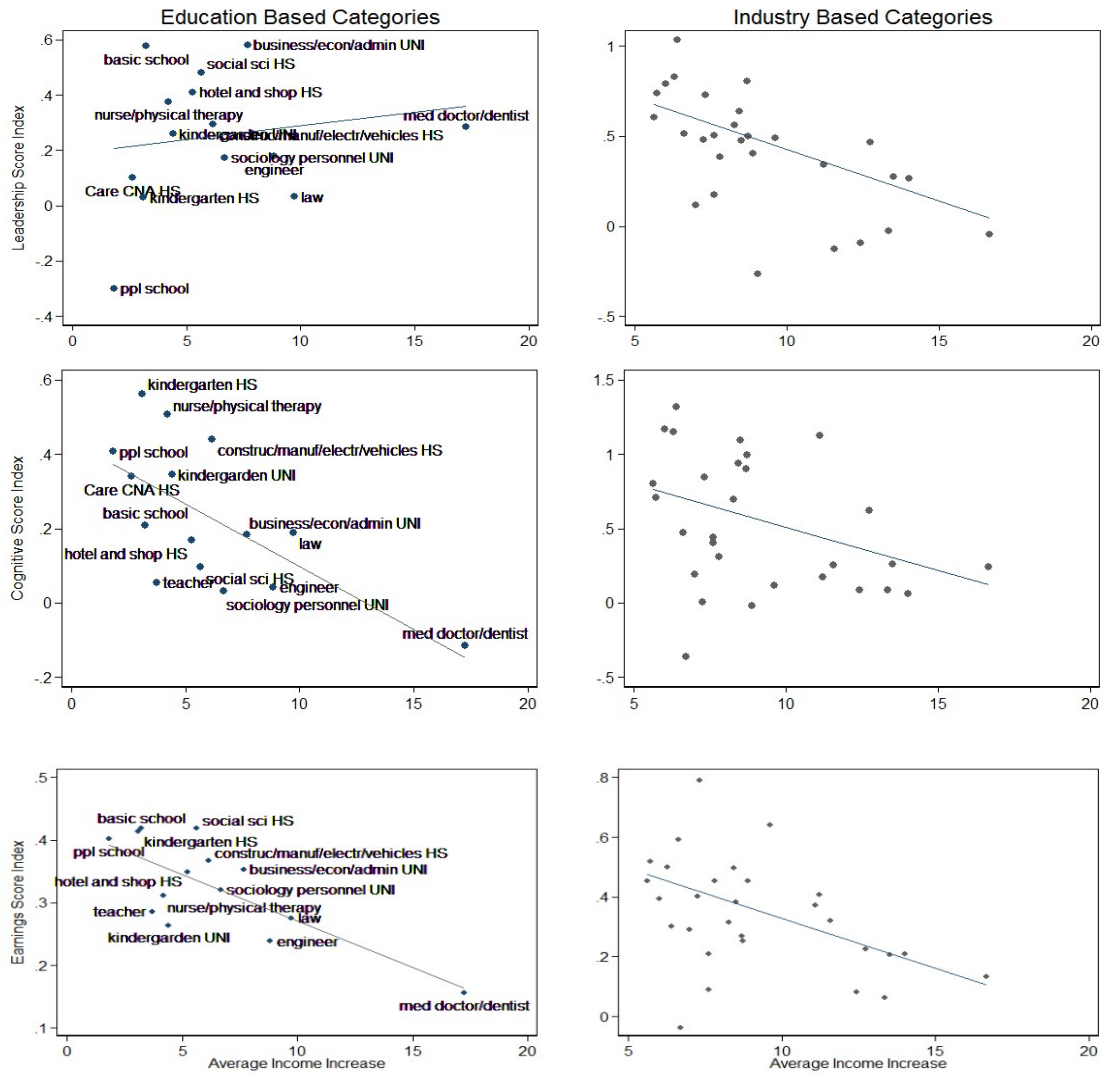 Education Based Categories
Industry Based Categories
Leadership Score Index
.6
.4
.2
0
-.2
-.4
basic school
business/econ/admin UNI
social sci HS
hotel and shop HS
nurse/physical therapy
med doctor/dentist
kindergarden UNI
construc/manuf/electr/vehicles HS
sociology personnel UNI
engineer
Care CNA HS
kindergarten HS
law
ppl school
0 5 10 15 20
1
.5
0
-.5
5 10 15 20
Cognitive Score Index
.6
.4
.2
0
-.2
kindergarten HS
nurse/physical therapy
construc/manuf/electr/vehicles HS
ppl school
kindergarden UNI
Care CNA HS
basic school
business/econ/admin UNI
law
hotel and shop HS
social sci HS
teacher
engineer
sociology personnel UNI
med doctor/dentist
0 5 10 15 20
1.5
1
.5
0
-.5
5 10 15 20
Earnings Score Index
.5
.4
.3
.2
.1
basic school
social sci HS
kindergarten HS
ppl school
construc/manuf/electr/vehicles HS
business/econ/admin UNI
hotel and shop HS
sociology personnel UNI
nurse/physical therapy
teacher
law
kindergarden UNI
engineer
med doctor/dentist
0 5 10 15 20
Average Income Increase
.8
.6
.4
.2
0
5 10 15 20
Average Income Increase